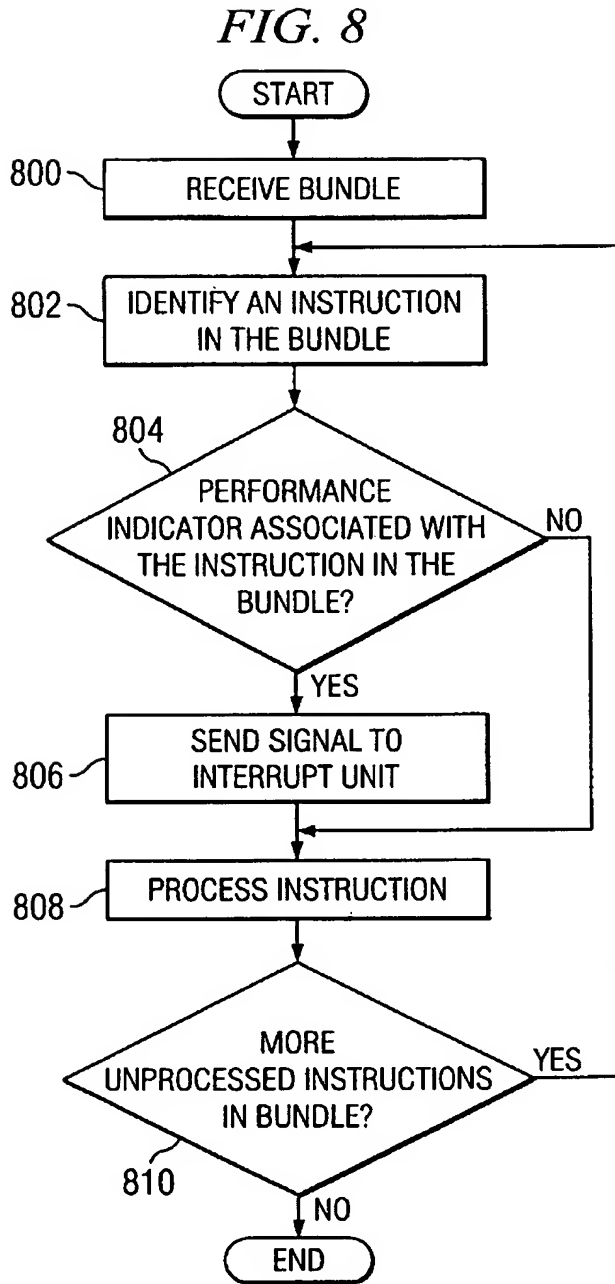 FIG. 8
START
800
RECEIVE BUNDLE
802
IDENTIFY AN INSTRUCTION
IN THE BUNDLE
804
PERFORMANCE
INDICATOR ASSOCIATED WITH
THE INSTRUCTION IN THE
BUNDLE?
NO
YES
806
SEND SIGNAL TO
INTERRUPT UNIT
808
PROCESS INSTRUCTION
MORE
UNPROCESSED INSTRUCTIONS
IN BUNDLE?
YES
810
NO
END